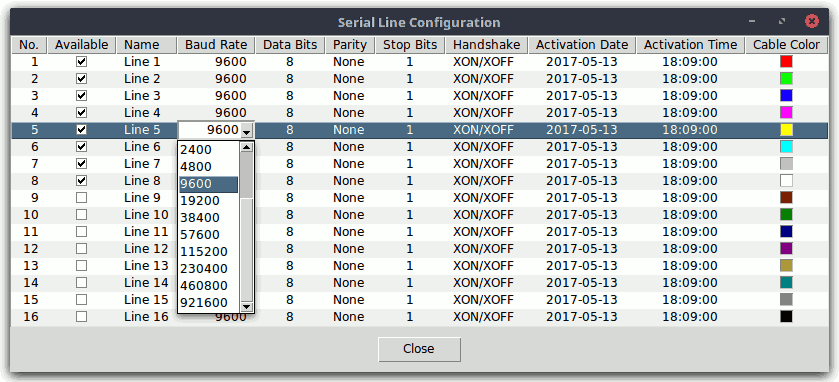 Serial Line Configuration
No. Available Name Baud Rate Data Bits Parity Stop Bits Handshake Activation Date Activation Time Cable Color
1 Line 1 9600 8 None 1 XON/XOFF 2017-05-13 18:09:00
2 Line 2 9600 8 None 1 XON/XOFF 2017-05-13 18:09:00
3 Line 3 9600 8 None 1 XON/XOFF 2017-05-13 18:09:00
4 Line 4 9600 8 None 1 XON/XOFF 2017-05-13 18:09:00
5 Line 5 9600 8 None 1 XON/XOFF 2017-05-13 18:09:00
6 Line 6 2400 8 None 1 XON/XOFF 2017-05-13 18:09:00
7 Line 7 4800 8 None 1 XON/XOFF 2017-05-13 18:09:00
8 Line 8 9600 8 None 1 XON/XOFF 2017-05-13 18:09:00
9 Line 9 19200 8 None 1 XON/XOFF 2017-05-13 18:09:00
10 Line 10 38400 8 None 1 XON/XOFF 2017-05-13 18:09:00
11 Line 11 57600 8 None 1 XON/XOFF 2017-05-13 18:09:00
12 Line 12 115200 8 None 1 XON/XOFF 2017-05-13 18:09:00
13 Line 13 230400 8 None 1 XON/XOFF 2017-05-13 18:09:00
14 Line 14 460800 8 None 1 XON/XOFF 2017-05-13 18:09:00
15 Line 15 921600 8 None 1 XON/XOFF 2017-05-13 18:09:00
16 Line 16 9600 8 None 1 XON/XOFF 2017-05-13 18:09:00
Close